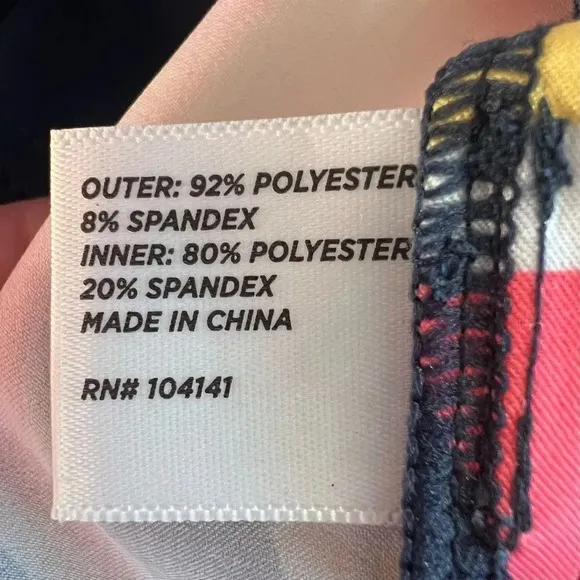 OUTER: 92% POLYESTER
8% SPANDEX
INNER: 80% POLYESTER
20% SPANDEX
MADE IN CHINA
RN# 104141